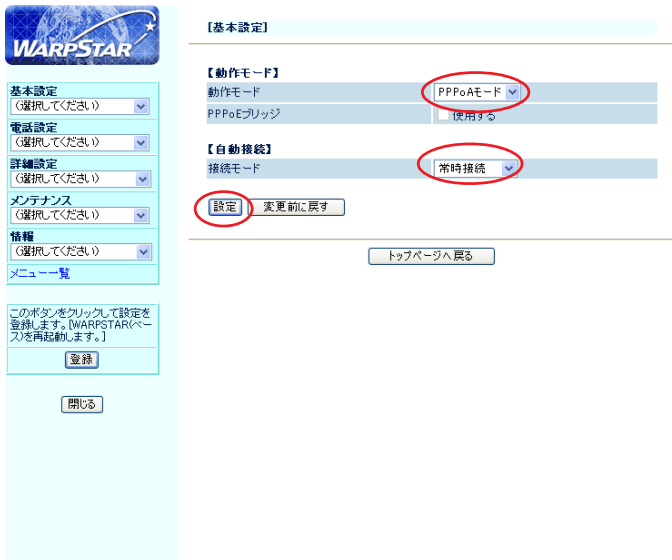 WARPSTAR
基本設定
(選択してください)
電話設定
(選択してください)
詳細設定
(選択してください)
メンテナンス
(選択してください)
情報
(選択してください)
メニュー一覧
このボタンをクリックして設定を
登録します。[WARPSTAR(ベー
ス)を再起動します。]
登録
閉じる
[基本設定]
【動作モード】
動作モード PPPoAモード
PPPoEブリッジ 使用する
【自動接続】
接続モード 常時接続
設定 変更前に戻す
トップページへ戻る